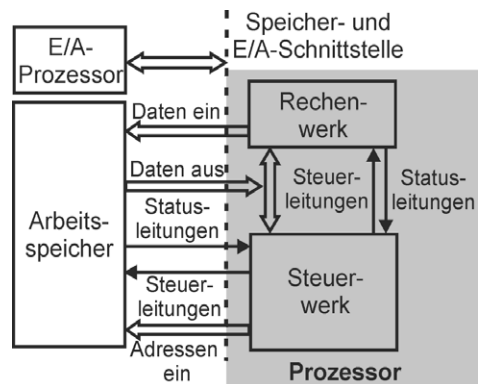 E/A-
Prozessor
Speicher- und
E/A-Schnittstelle
Daten ein
Rechen-
werk
Daten aus
Steuer-
leitungen
Status-
leitungen
Arbeits-
speicher
Status-
leitungen
Steuer-
leitungen
Steuer-
werk
Adressen
ein
Prozessor